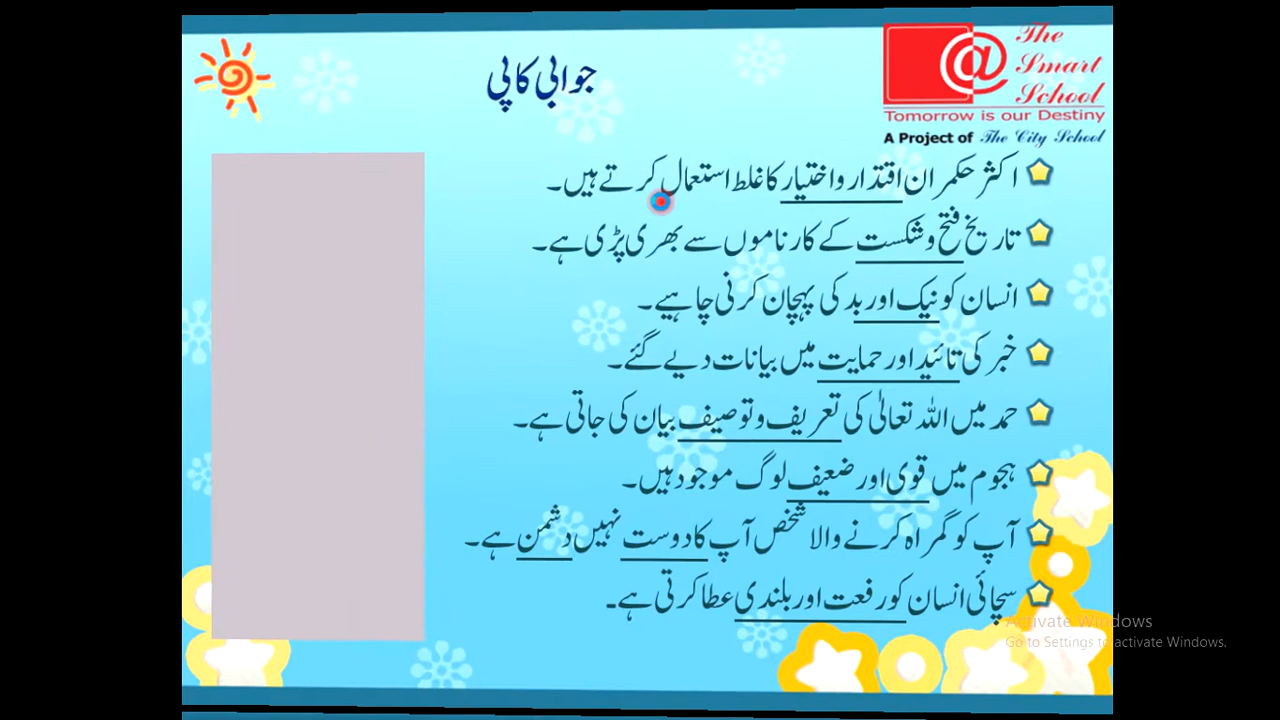 جوابی کاپی
The
Smart
School
Tomorrow is our Destiny
A Project of The City School
اکثر حکمران اقتدار و اختیار کا غلط استعمال کرتے ہیں۔
تاریخ فتح و شکست کے کارناموں سے بھری پڑی ہے۔
انسان کو نیک اور بد کی پہچان کرنی چاہیے۔
خبر کی تائید اور حمایت میں بیانات دیے گئے۔
حمد میں اللہ تعالٰی کی تعریف و توصیف بیان کی جاتی ہے۔
ہجوم میں قوی اور ضعیف لوگ موجود ہیں۔
آپ کو گمراہ کرنے والا شخص آپ کا دوست نہیں دشمن ہے۔
سچائی انسان کو رفعت اور بلندی عطا کرتی ہے۔
Activate Windows
Go to Settings to activate Windows.